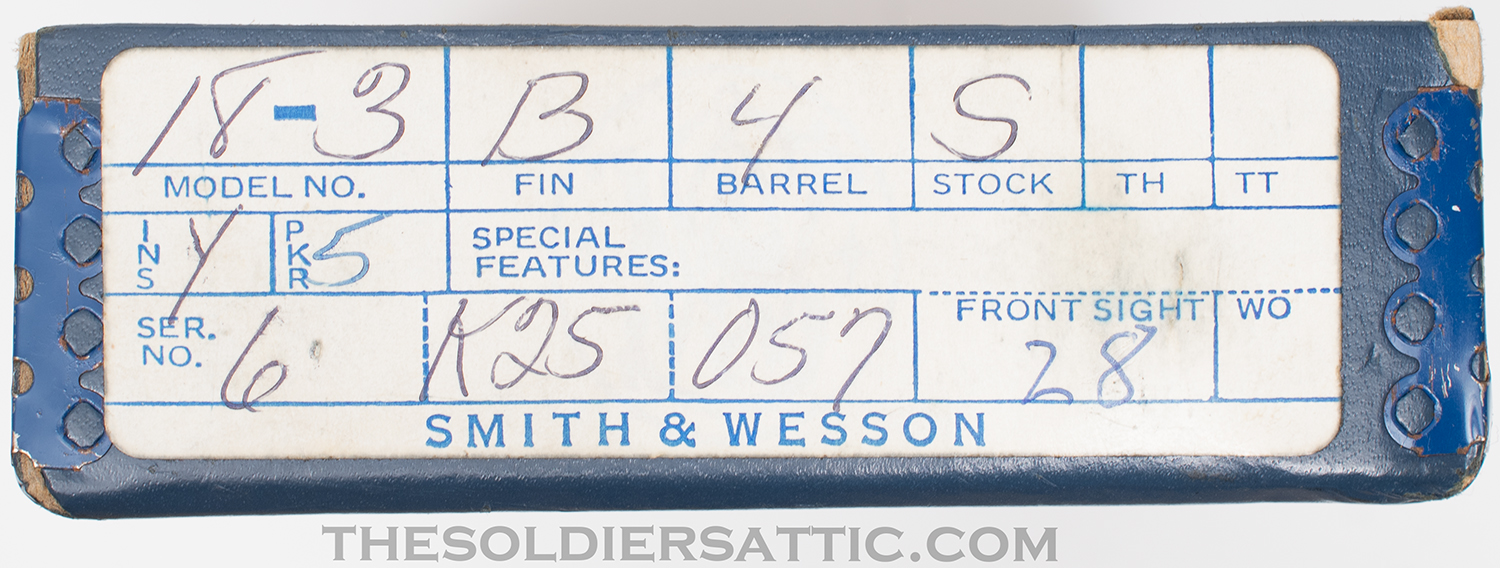 18-3 B 4 S
MODEL NO. FIN BARREL STOCK TH TT
INS Y PKR 5 SPECIAL
FEATURES:
SER. NO. 6 K25 057 FRONT SIGHT 28 WO
SMITH & WESSON
THESOLDIERSATTIC.COM